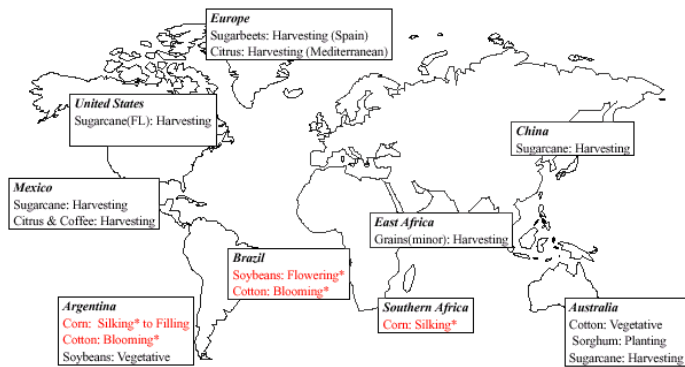 Europe
Sugarbeets: Harvesting (Spain)
Citrus: Harvesting (Mediterranean)
United States
Sugarcane(FL): Harvesting
China
Sugarcane: Harvesting
Mexico
Sugarcane: Harvesting
Citrus & Coffee: Harvesting
East Africa
Grains(minor): Harvesting
Brazil
Soybeans: Flowering*
Cotton: Blooming*
Argentina
Corn: Silking* to Filling
Cotton: Blooming*
Soybeans: Vegetative
Southern Africa
Corn: Silking*
Australia
Cotton: Vegetative
Sorghum: Planting
Sugarcane: Harvesting